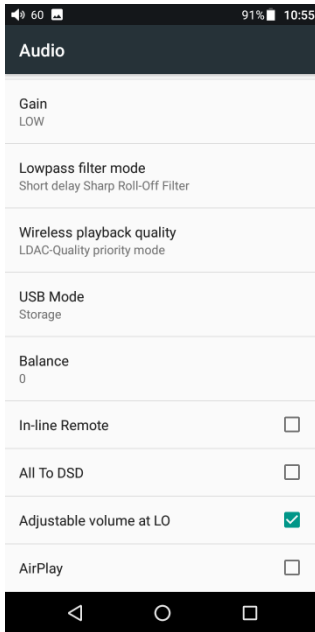 60 91% 10:55
Audio
Gain
LOW
Lowpass filter mode
Short delay Sharp Roll-Off Filter
Wireless playback quality
LDAC-Quality priority mode
USB Mode
Storage
Balance
0
In-line Remote
All To DSD
Adjustable volume at LO
AirPlay